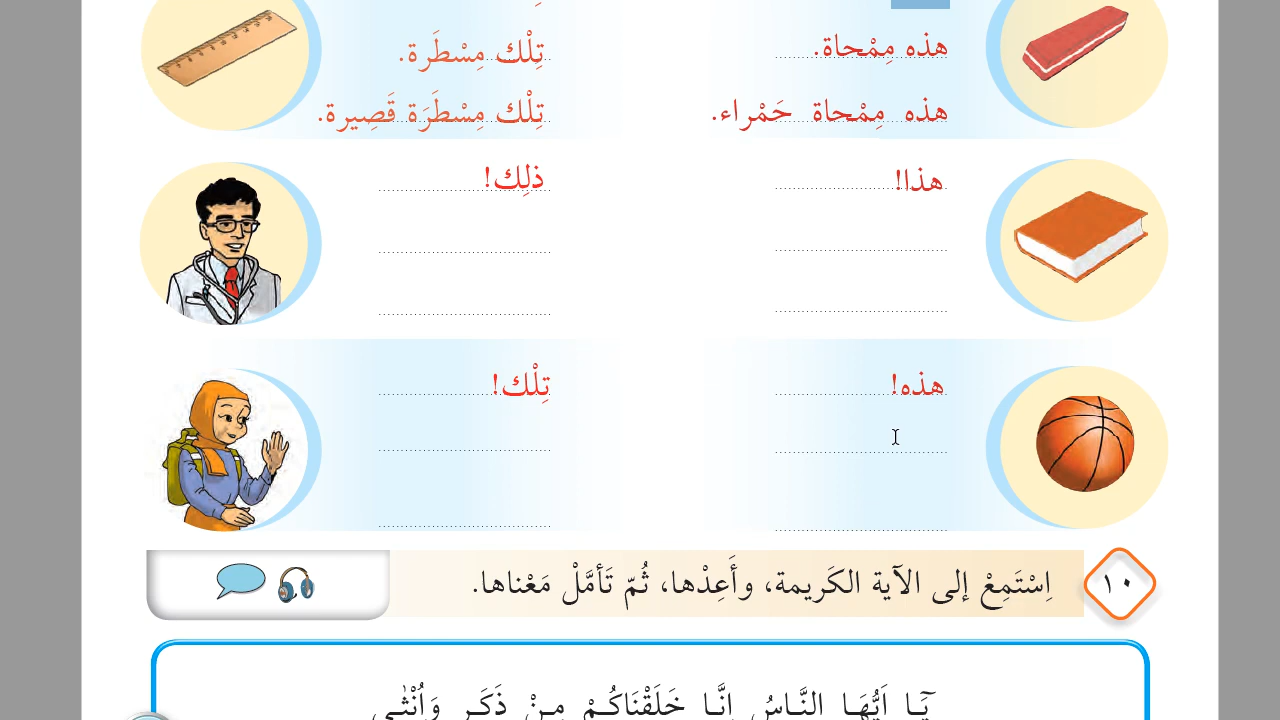 هذه مِمْحاة.
هذه مِمْحاة حَمْراء.
تِلْك مِسْطَرة.
تِلْك مِسْطَرَة قَصِيرة.
هذا!
ذلِك!
هذه!
تِلْك!
١٠
اِسْتَمِعْ إلى الآية الكَريمة، وأَعِدْها، ثُمّ تَأمَّلْ مَعْناها.
يَٓا اَيُّهَا النَّاسُ اِنَّا خَلَقْنَاكُمْ مِنْ ذَكَرٍ وَاُنْثٰى